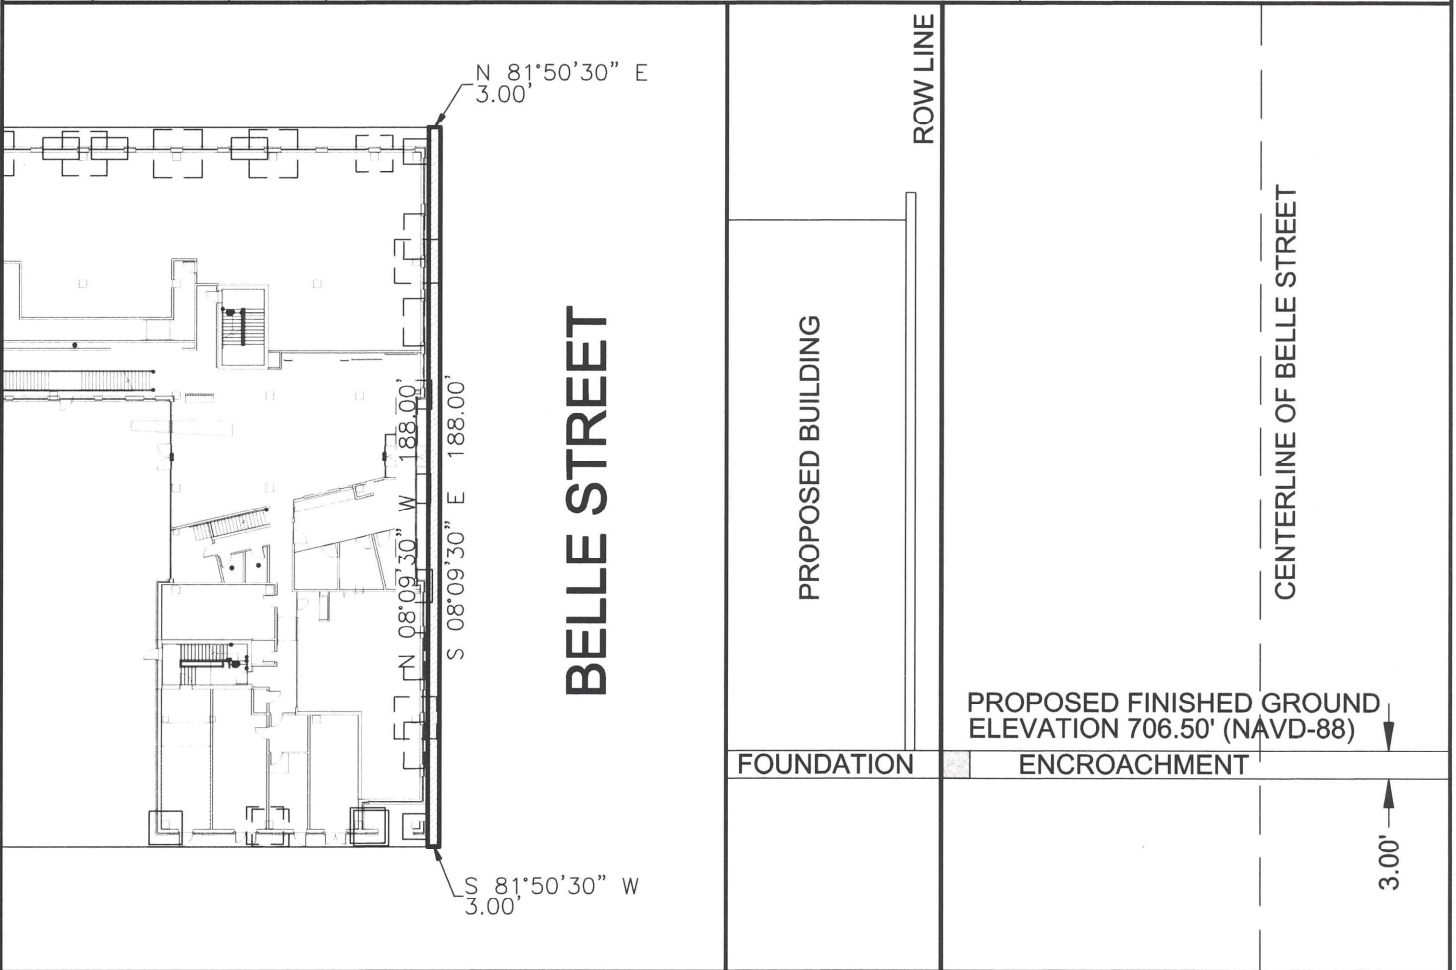 N 81°50'30” E
3.00'
N 08°09'30” W 188.00'
S 08°09'30” E 188.00'
BELLE STREET
S 81°50'30” W
3.00'
ROW LINE
PROPOSED BUILDING
CENTERLINE OF BELLE STREET
PROPOSED FINISHED GROUND
ELEVATION 706.50' (NAVD-88)
FOUNDATION
ENCROACHMENT
3.00'